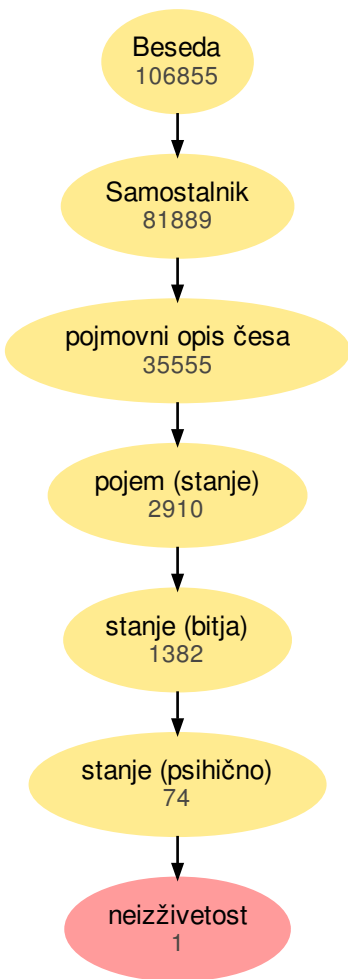 Beseda
106855
Samostalnik
81889
pojmovni opis česa
35555
pojem (stanje)
2910
stanje (bitja)
1382
stanje (psihično)
74
neizživetost
1